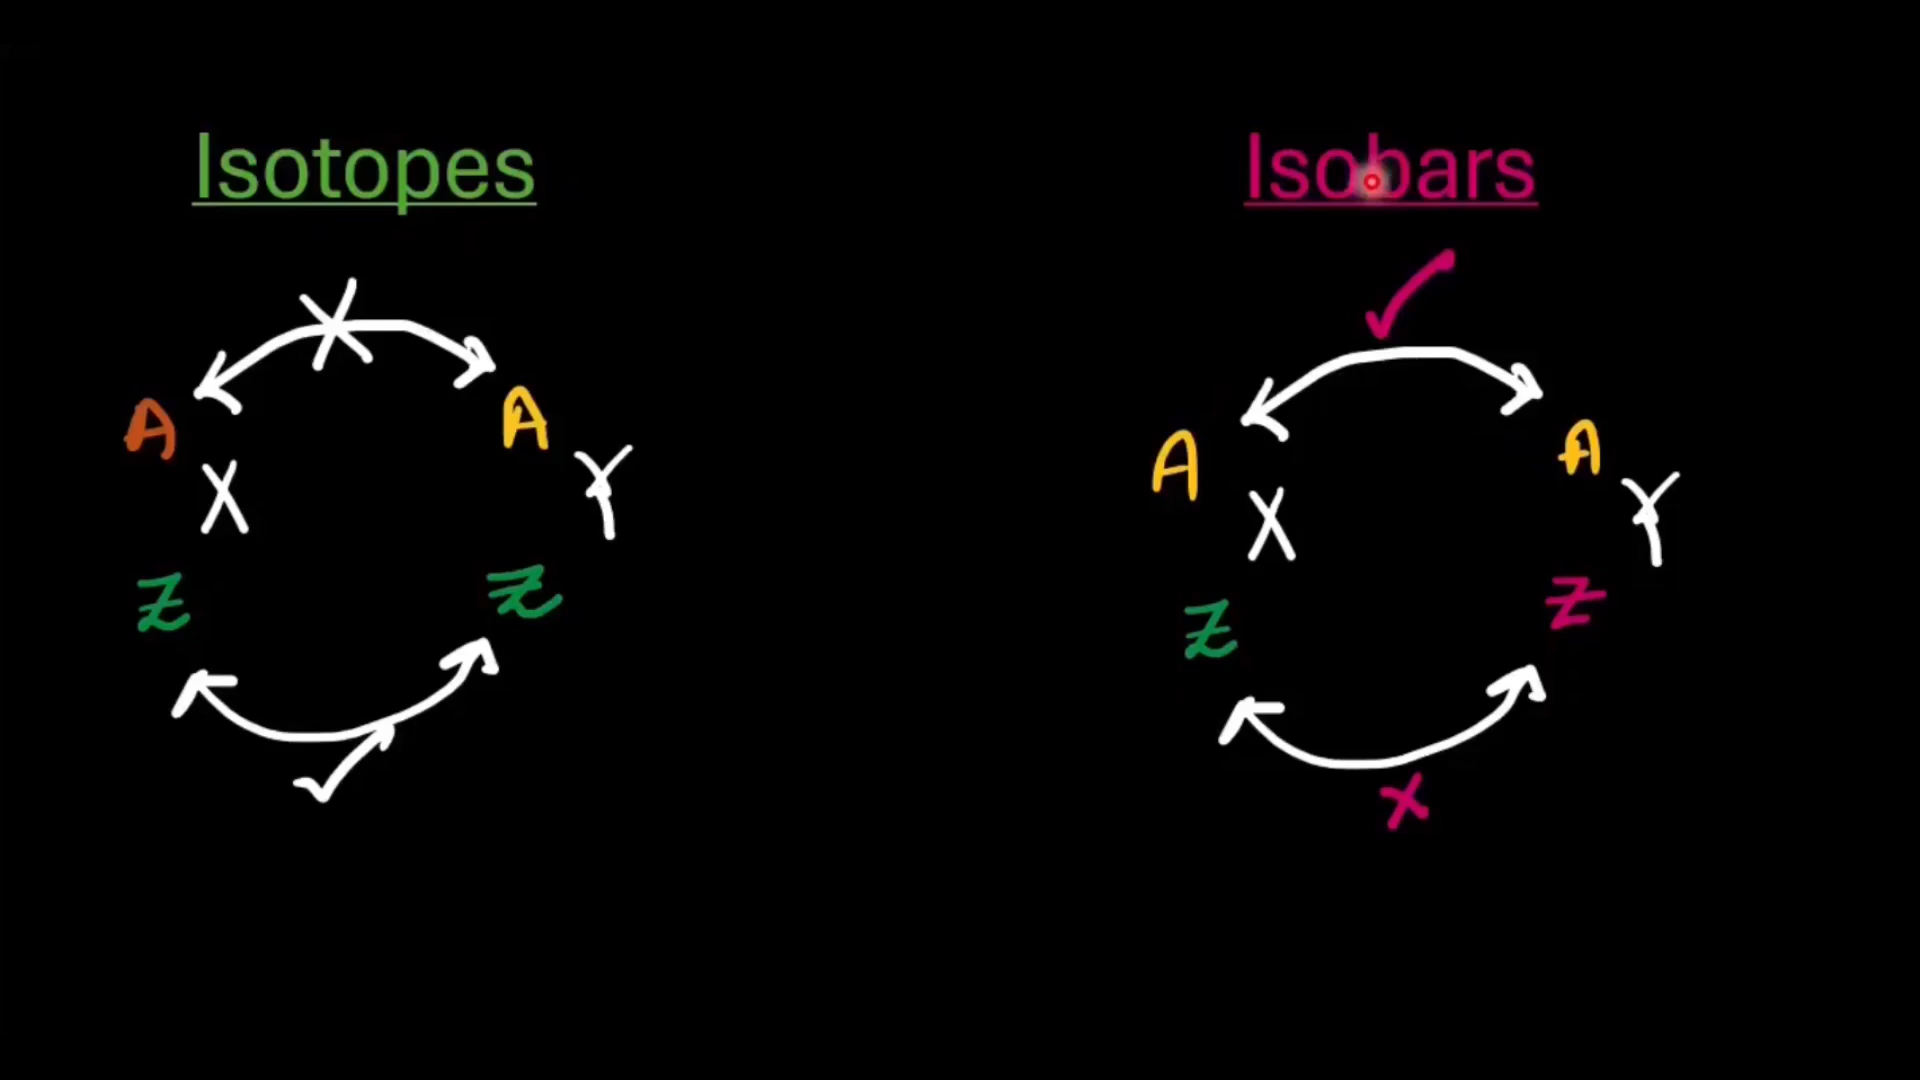 Isotopes
A A
X Y
Z Z
Isobars
A A
X Y
Z Z